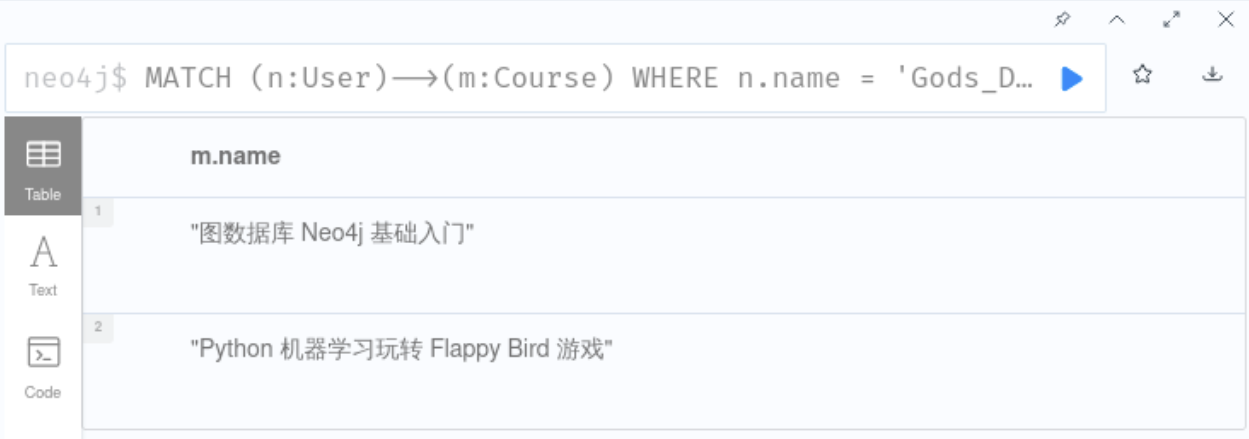 neo4j$ MATCH (n:User)-->(m:Course) WHERE n.name = 'Gods_D…
Table
m.name
1
"图数据库 Neo4j 基础入门"
A
Text
2
"Python 机器学习玩转 Flappy Bird 游戏"
>_
Code